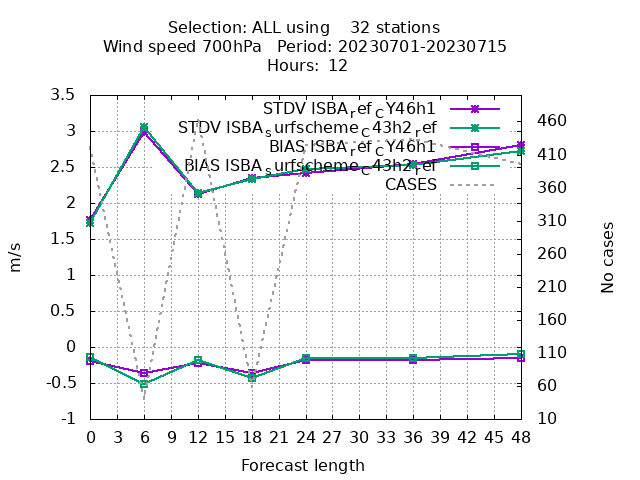 Selection: ALL using    32 stations
Wind speed 700hPa   Period: 20230701-20230715
Hours:  12
STDV ISBA_ref_CY46h1
STDV ISBA_surfscheme_C43h2_ref
BIAS ISBA_ref_CY46h1
BIAS ISBA_surfscheme_C43h2_ref
CASES
3.5
3
2.5
2
1.5
1
0.5
0
-0.5
-1
m/s
460
410
360
310
260
210
160
110
60
10
No cases
0 3 6 9 12 15 18 21 24 27 30 33 36 39 42 45 48
Forecast length